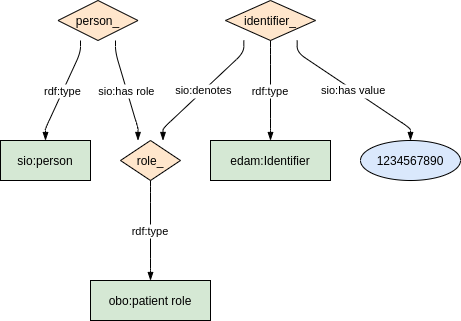 person_
identifier_
rdf:type
sio:has role
sio:denotes
rdf:type
sio:has value
sio:person
role_
edam:Identifier
1234567890
rdf:type
obo:patient role